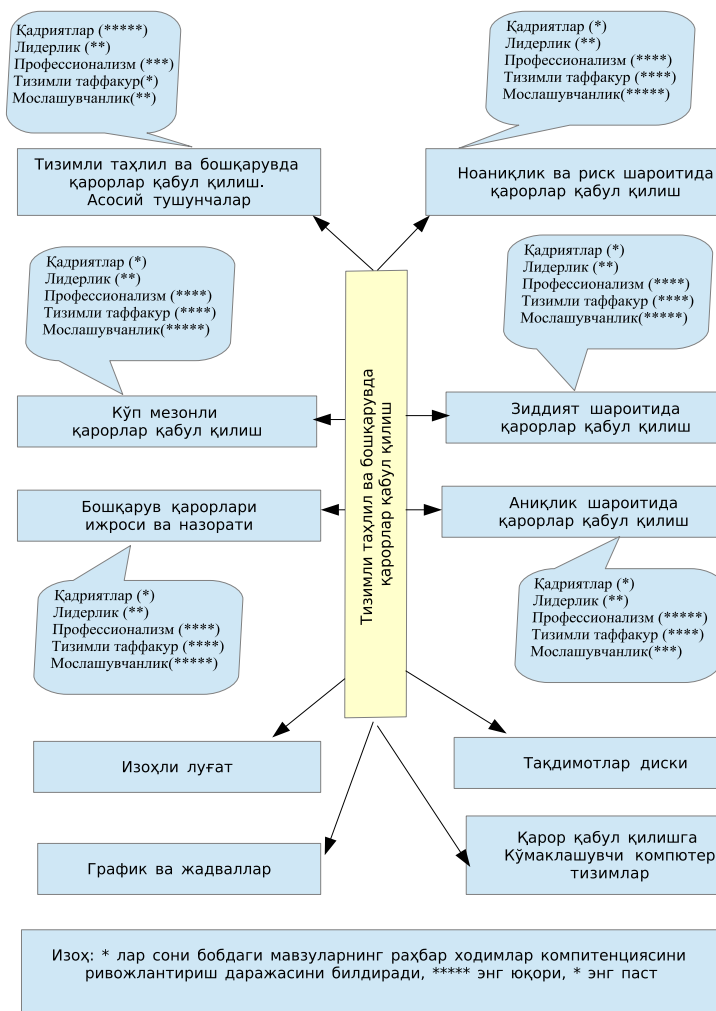 Қадриятлар (*****)
Лидерлик (**)
Профессионализм (***)
Тизимли таффакур(*)
Мослашувчанлик(**)
Қадриятлар (*)
Лидерлик (**)
Профессионализм (****)
Тизимли таффакур (****)
Мослашувчанлик(*****)
Тизимли таҳлил ва бошқарувда
қарорлар қабул қилиш.
Асосий тушунчалар
Ноаниқлик ва риск шароитида
қарорлар қабул қилиш
Қадриятлар (*)
Лидерлик (**)
Профессионализм (****)
Тизимли таффакур (****)
Мослашувчанлик(*****)
Қадриятлар (*)
Лидерлик (**)
Профессионализм (****)
Тизимли таффакур (****)
Мослашувчанлик(*****)
Кўп мезонли
қарорлар қабул қилиш
Зиддият шароитида
қарорлар қабул қилиш
Тизимли таҳлил ва бошқарувда
қарорлар қабул қилиш
Бошқарув қарорлари
ижроси ва назорати
Аниқлик шароитида
қарорлар қабул қилиш
Қадриятлар (*)
Лидерлик (**)
Профессионализм (****)
Тизимли таффакур (****)
Мослашувчанлик(*****)
Қадриятлар (*)
Лидерлик (**)
Профессионализм (*****)
Тизимли таффакур (****)
Мослашувчанлик(***)
Изоҳли луғат
Тақдимотлар диски
График ва жадваллар
Қарор қабул қилишга
Кўмаклашувчи компютер
тизимлар
Изоҳ: * лар сони бобдаги мавзуларнинг раҳбар ходимлар компитенциясини
ривожлантириш даражасини билдиради, ***** энг юқори, * энг паст